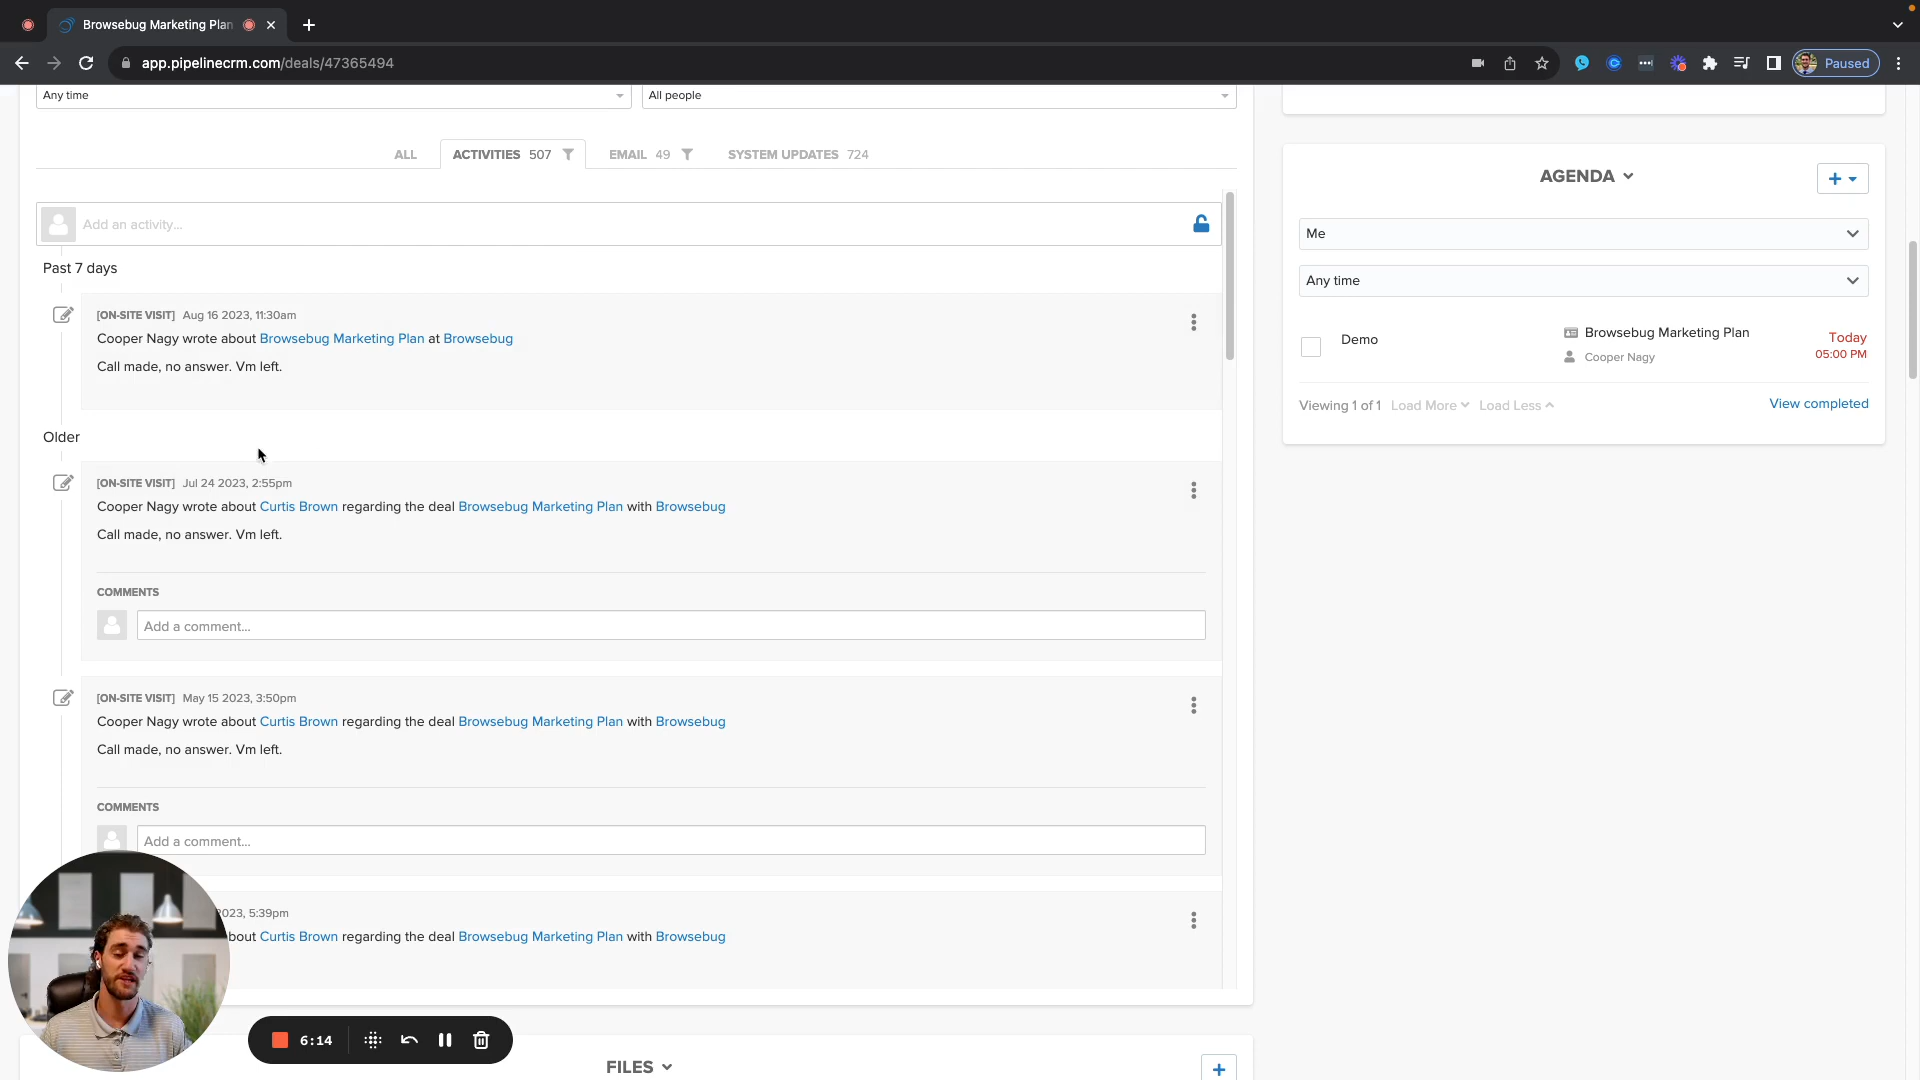 Browsebug Marketing Plan
app.pipelinecrm.com/deals/47365494
Paused
Any time
All people
ALL
ACTIVITIES 507
EMAIL 49
SYSTEM UPDATES 724
Add an activity...
Past 7 days
[ON-SITE VISIT] Aug 16 2023, 11:30am
Cooper Nagy wrote about Browsebug Marketing Plan at Browsebug
Call made, no answer. Vm left.
Older
[ON-SITE VISIT] Jul 24 2023, 2:55pm
Cooper Nagy wrote about Curtis Brown regarding the deal Browsebug Marketing Plan with Browsebug
Call made, no answer. Vm left.
COMMENTS
Add a comment...
[ON-SITE VISIT] May 15 2023, 3:50pm
Cooper Nagy wrote about Curtis Brown regarding the deal Browsebug Marketing Plan with Browsebug
Call made, no answer. Vm left.
COMMENTS
Add a comment...
2023, 5:39pm
bout Curtis Brown regarding the deal Browsebug Marketing Plan with Browsebug
6:14
FILES
AGENDA
Me
Any time
Demo
Browsebug Marketing Plan
Cooper Nagy
Today
05:00 PM
Viewing 1 of 1 Load More Load Less
View completed